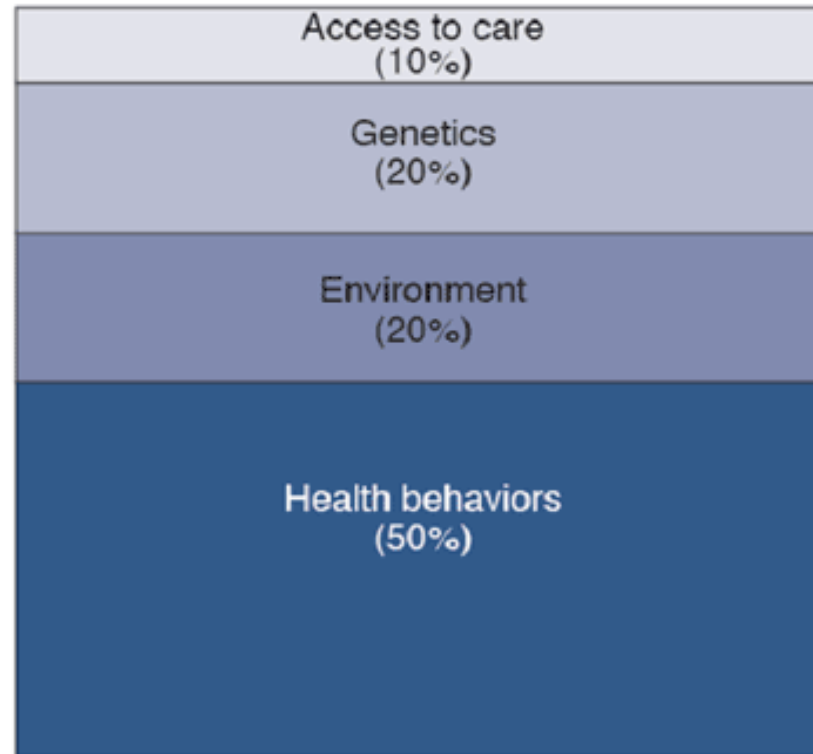 Access to care
(10%)
Genetics
(20%)
Environment
(20%)
Health behaviors
(50%)